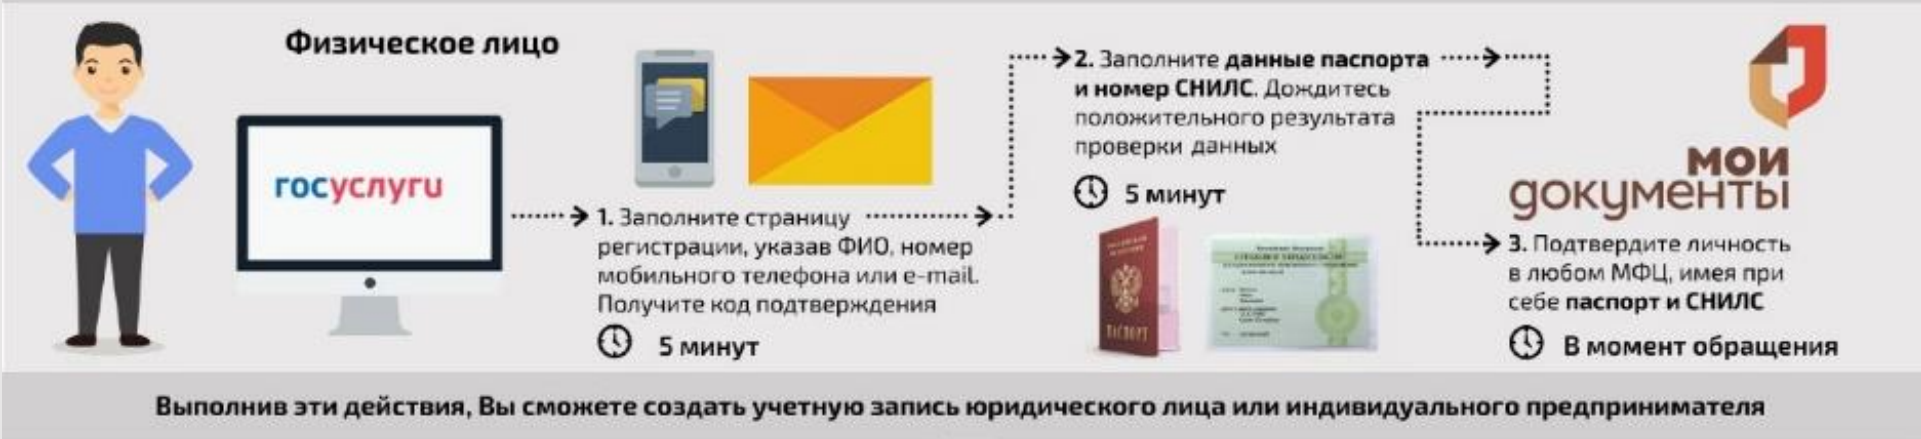 Физическое лицо
госуслуги
1. Заполните страницу
регистрации, указав ФИО, номер
мобильного телефона или e-mail.
Получите код подтверждения
5 минут
2. Заполните данные паспорта
и номер СНИЛС. Дождитесь
положительного результата
проверки данных
5 минут
ПАСПОРТ
мои
документы
3. Подтвердите личность
в любом МФЦ, имея при
себе паспорт и СНИЛС
В момент обращения
Выполнив эти действия, Вы сможете создать учетную запись юридического лица или индивидуального предпринимателя